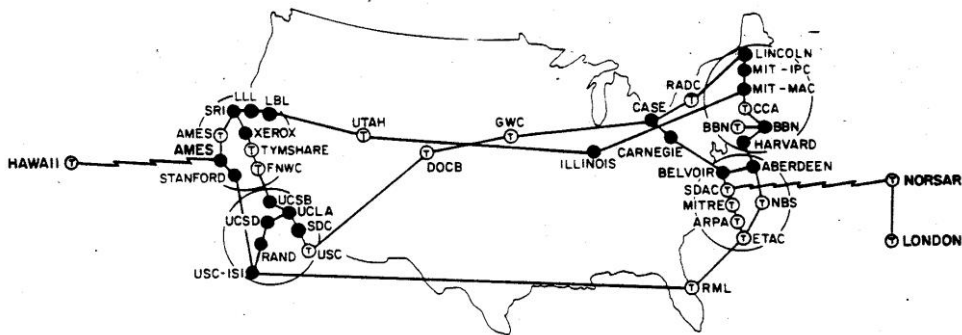 LINCOLN
MIT-IPC
RADC
T
MIT-MAC
LLL
LBL
SRI
CASE
T
CCA
AMES
T
XEROX
UTAH
T
GWC
T
BBN
T
BBN
T
TYMSHARE
HAWAII
T
AMES
T
FNWC
T
DOCB
ILLINOIS
CARNEGIE
HARVARD
STANFORD
BELVOIR
ABERDEEN
SDAC
T
T
NORSAR
UCSB
MITRE
T
T
NBS
UCSD
UCLA
SDC
ARPA
T
RAND
T
USC
T
ETAC
T
LONDON
USC-ISI
T
RML